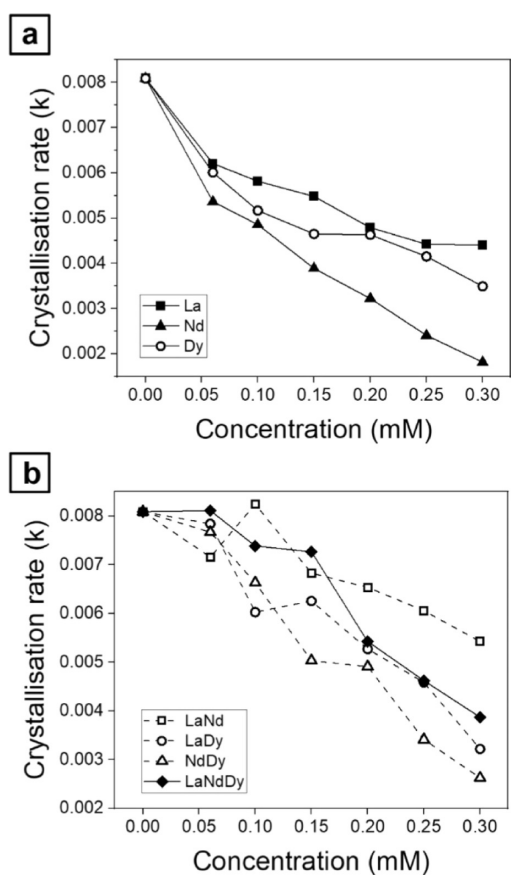 a
Crystallisation rate (k)
0.008
0.007
0.006
0.005
0.004
0.003
0.002
La
Nd
Dy
0.00 0.05 0.10 0.15 0.20 0.25 0.30
Concentration (mM)
b
Crystallisation rate (k)
0.008
0.007
0.006
0.005
0.004
0.003
0.002
LaNd
LaDy
NdDy
LaNdDy
0.00 0.05 0.10 0.15 0.20 0.25 0.30
Concentration (mM)